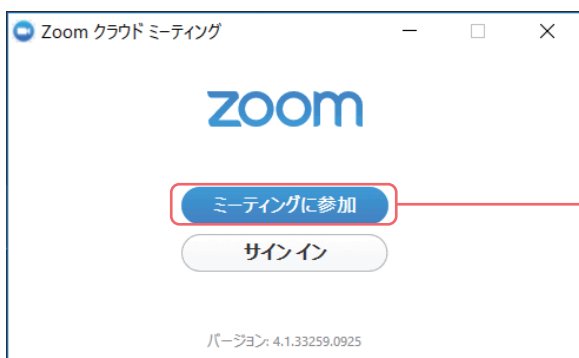 Zoom クラウド ミーティング
zoom
ミーティングに参加
サイン イン
バージョン: 4.1.33259.0925